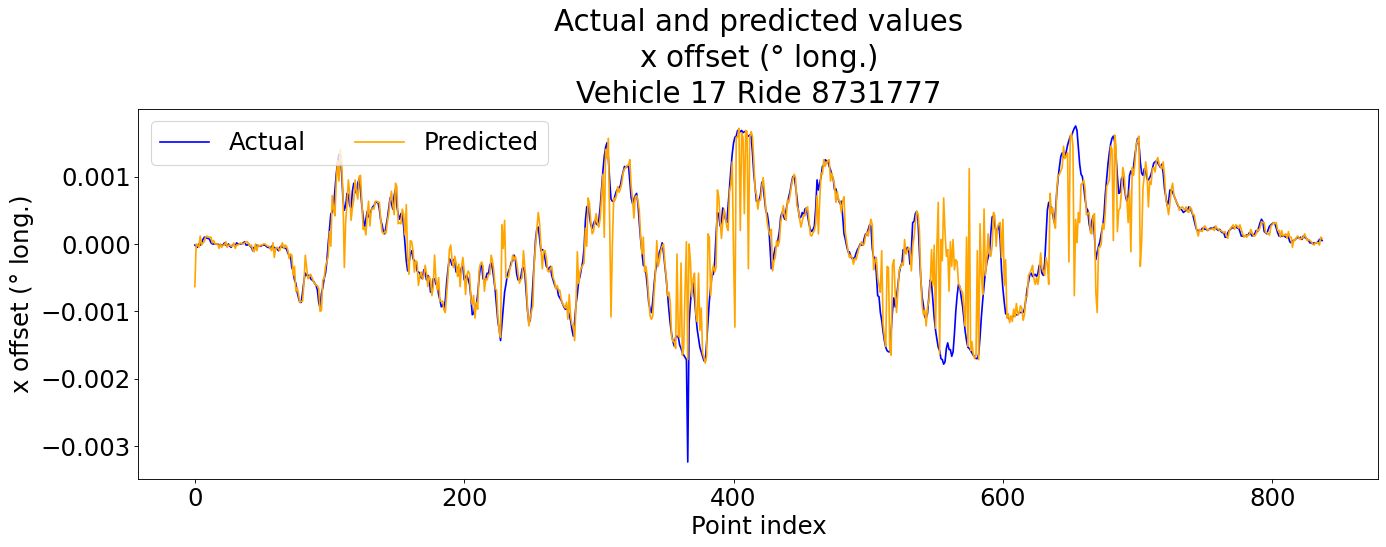 Actual and predicted values
x offset (° long.)
Vehicle 17 Ride 8731777
Actual
Predicted
x offset (° long.)
0.001
0.000
−0.001
−0.002
−0.003
0
200
400
600
800
Point index